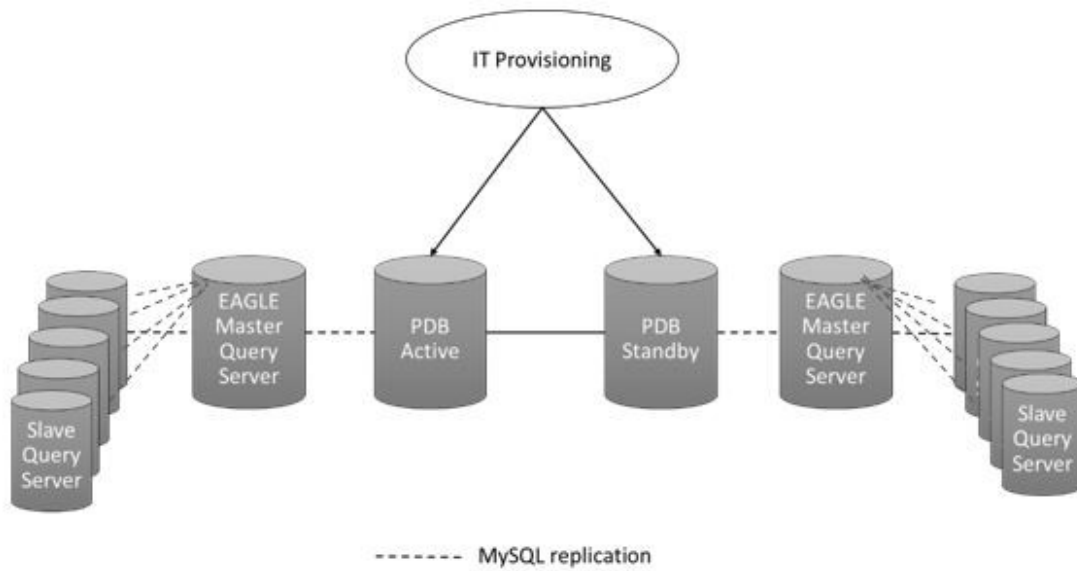 IT Provisioning
EAGLE
Master
Query
Server
PDB
Active
PDB
Standby
EAGLE
Master
Query
Server
Slave
Query
Server
Slave
Query
Server
MySQL replication